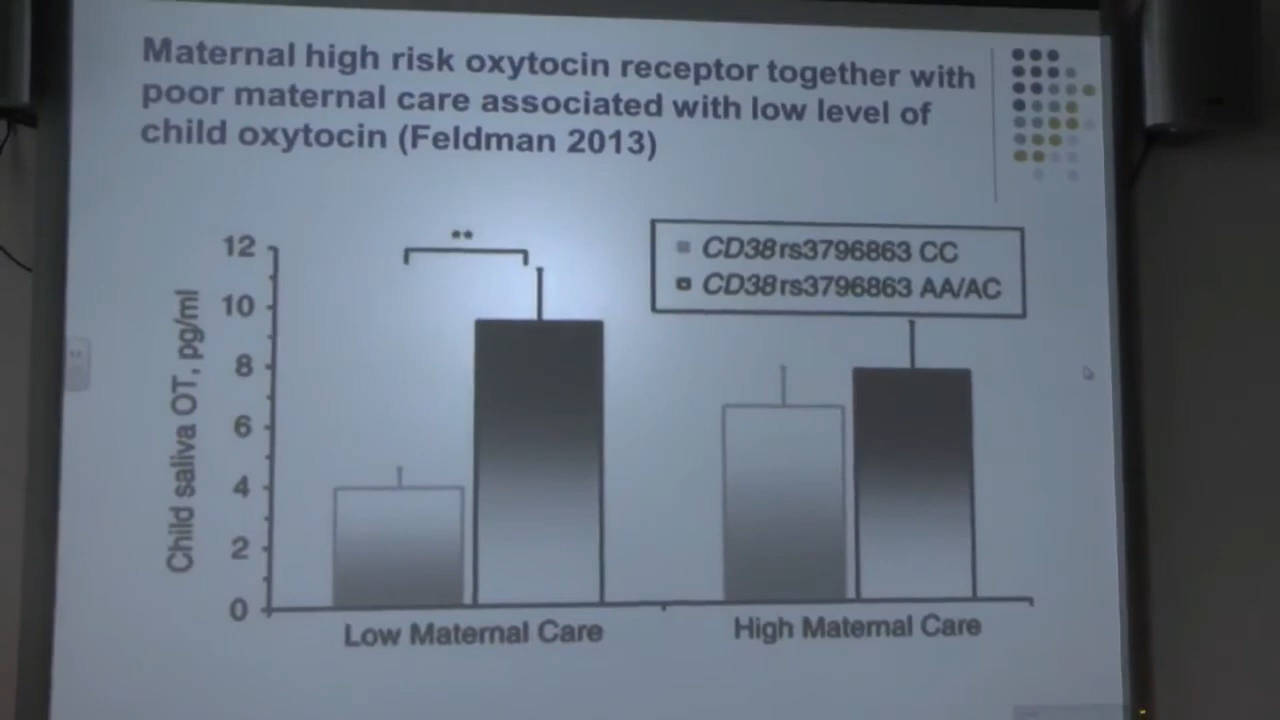 Maternal high risk oxytocin receptor together with
poor maternal care associated with low level of
child oxytocin (Feldman 2013)
**
CD38 rs3796863 CC
CD38 rs3796863 AA/AC
Child saliva OT, pg/ml
12
10
8
6
4
2
0
Low Maternal Care
High Maternal Care